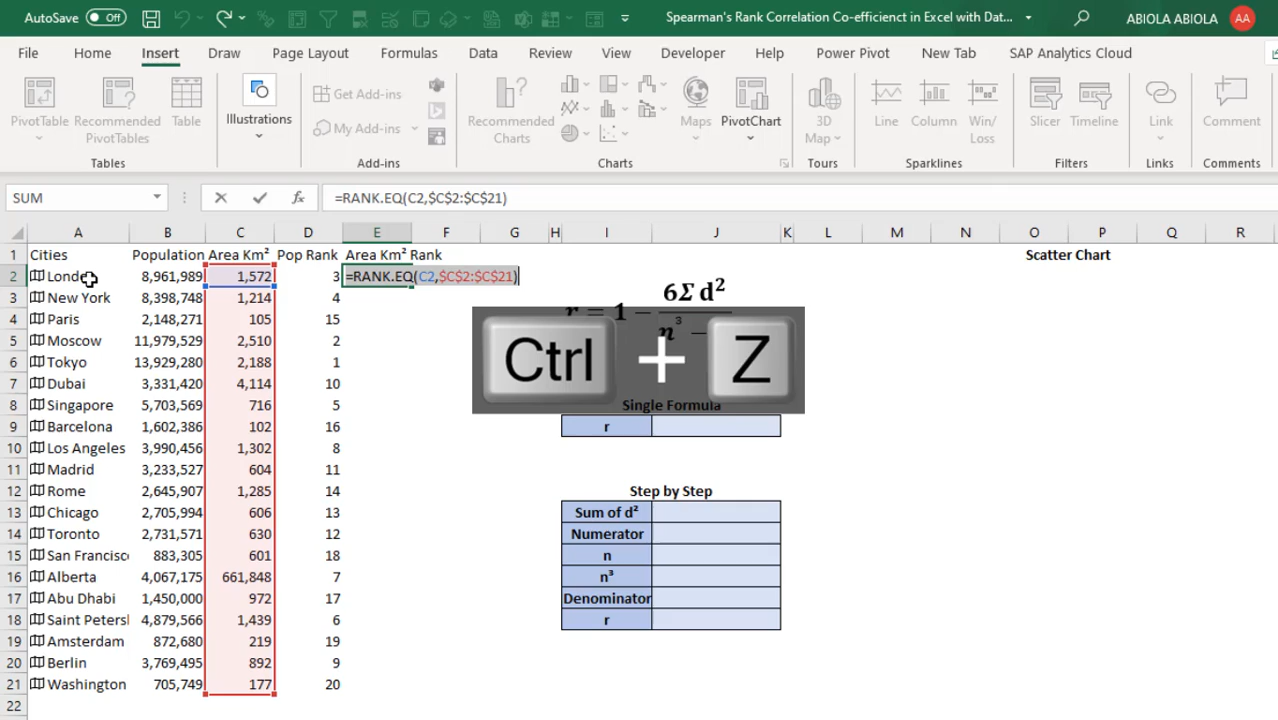 AutoSave Off Spearman's Rank Correlation Co-efficienct in Excel with Dat... ABIOLA ABIOLA AA
File Home Insert Draw Page Layout Formulas Data Review View Developer Help Power Pivot New Tab SAP Analytics Cloud
PivotTable Recommended PivotTables Table Illustrations Get Add-ins My Add-ins Recommended Charts Maps PivotChart 3D Map Line Column Win/Loss Slicer Timeline Link Comment
Tables Add-ins Charts Tours Sparklines Filters Links Comments
SUM fx =RANK.EQ(C2,$C$2:$C$21)
A B C D E F G H I J K L M N O P Q R
1 Cities Population Area Km² Pop Rank Area Km² Rank Scatter Chart
2 London 8,961,989 1,572 3 =RANK.EQ(C2,$C$2:$C$21)
3 New York 8,398,748 1,214 4
4 Paris 2,148,271 105 15
5 Moscow 11,979,529 2,510 2
6 Tokyo 13,929,280 2,188 1
7 Dubai 3,331,420 4,114 10
8 Singapore 5,703,569 716 5 Single Formula
9 Barcelona 1,602,386 102 16 r
10 Los Angeles 3,990,456 1,302 8
11 Madrid 3,233,527 604 11
12 Rome 2,645,907 1,285 14 Step by Step
13 Chicago 2,705,994 606 13 Sum of d²
14 Toronto 2,731,571 630 12 Numerator
15 San Francisc 883,305 601 18 n
16 Alberta 4,067,175 661,848 7 n³
17 Abu Dhabi 1,450,000 972 17 Denominator
18 Saint Peters 4,879,566 1,439 6 r
19 Amsterdam 872,680 219 19
20 Berlin 3,769,495 892 9
21 Washington 705,749 177 20
22
6Σ d²
r = 1 −
n³ −
Ctrl + Z